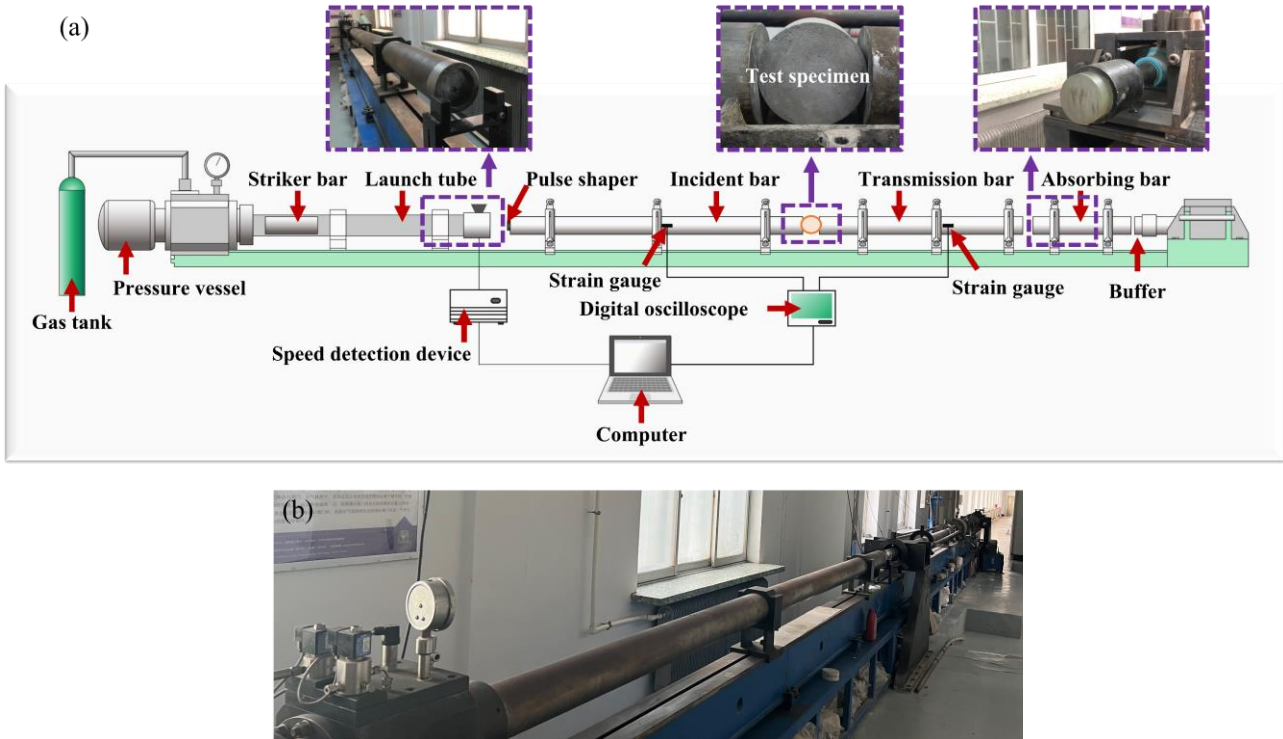 (a)
Test specimen
Striker bar
Launch tube
Pulse shaper
Incident bar
Transmission bar
Absorbing bar
Strain gauge
Strain gauge
Buffer
Pressure vessel
Digital oscilloscope
Gas tank
Speed detection device
Computer
(b)